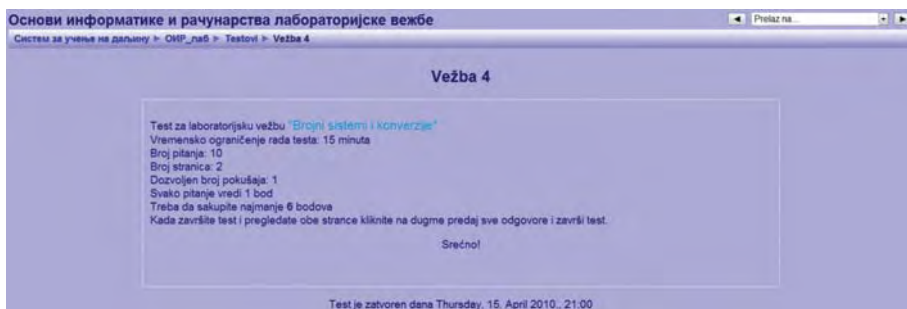 Основи информатике и рачунарства лабораторијске вежбе
Prelaz na...
Систем за учење на даљину ► ОИР_лаб ► Testovi ► Vežba 4
Vežba 4
Test za laboratorijsku vežbu "Brojni sistemi i konverzije"
Vremensko ograničenje rada testa: 15 minuta
Broj pitanja: 10
Broj stranica: 2
Dozvoljen broj pokušaja: 1
Svako pitanje vredi 1 bod
Treba da sakupite najmanje 6 bodova
Kada završite test i pregledate obe strance kliknite na dugme predaj sve odgovore i završi test.
Srećno!
Test je zatvoren dana Thursday, 15. April 2010., 21:00